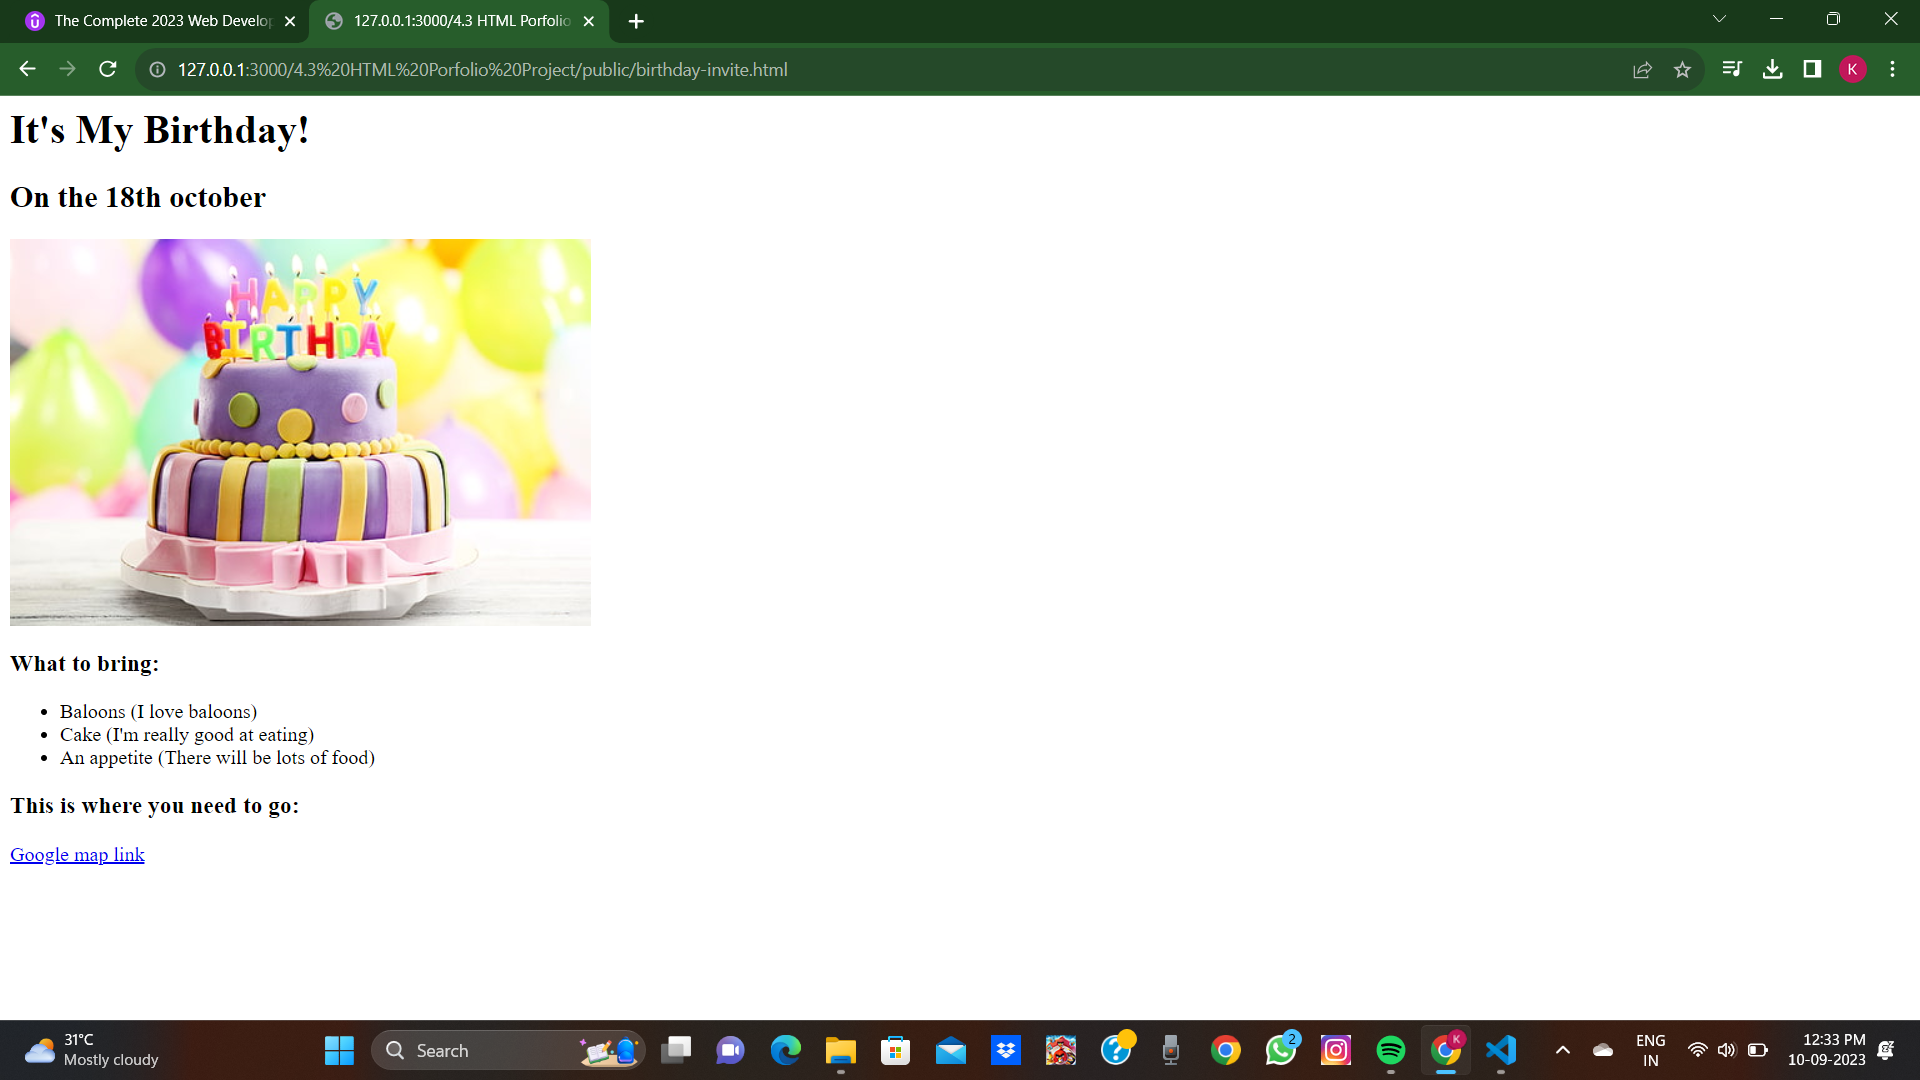 The Complete 2023 Web Develop
127.0.0.1:3000/4.3 HTML Porfolio
127.0.0.1:3000/4.3%20HTML%20Porfolio%20Project/public/birthday-invite.html
K
It's My Birthday!
On the 18th october
HAPPY
BIRTHDAY
What to bring:
Baloons (I love baloons)
Cake (I'm really good at eating)
An appetite (There will be lots of food)
This is where you need to go:
Google map link
31°C
Mostly cloudy
Search
2
K
ENG
IN
12:33 PM
10-09-2023